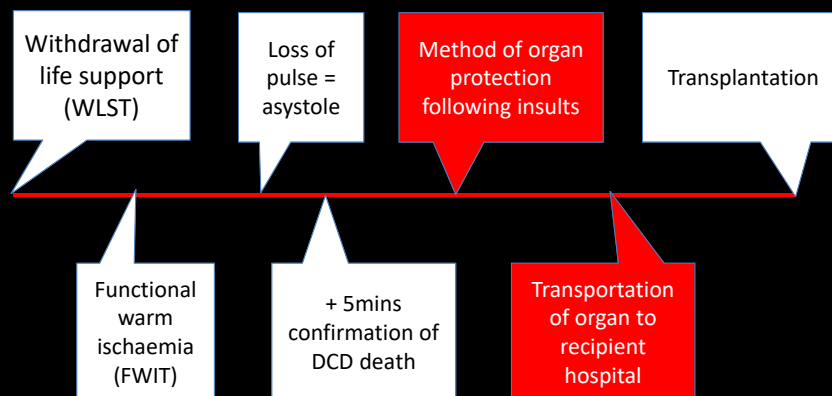 Withdrawal of
life support
(WLST)
Loss of
pulse =
asystole
Method of organ
protection
following insults
Transplantation
Functional
warm
ischaemia
(FWIT)
+ 5mins
confirmation of
DCD death
Transportation
of organ to
recipient
hospital